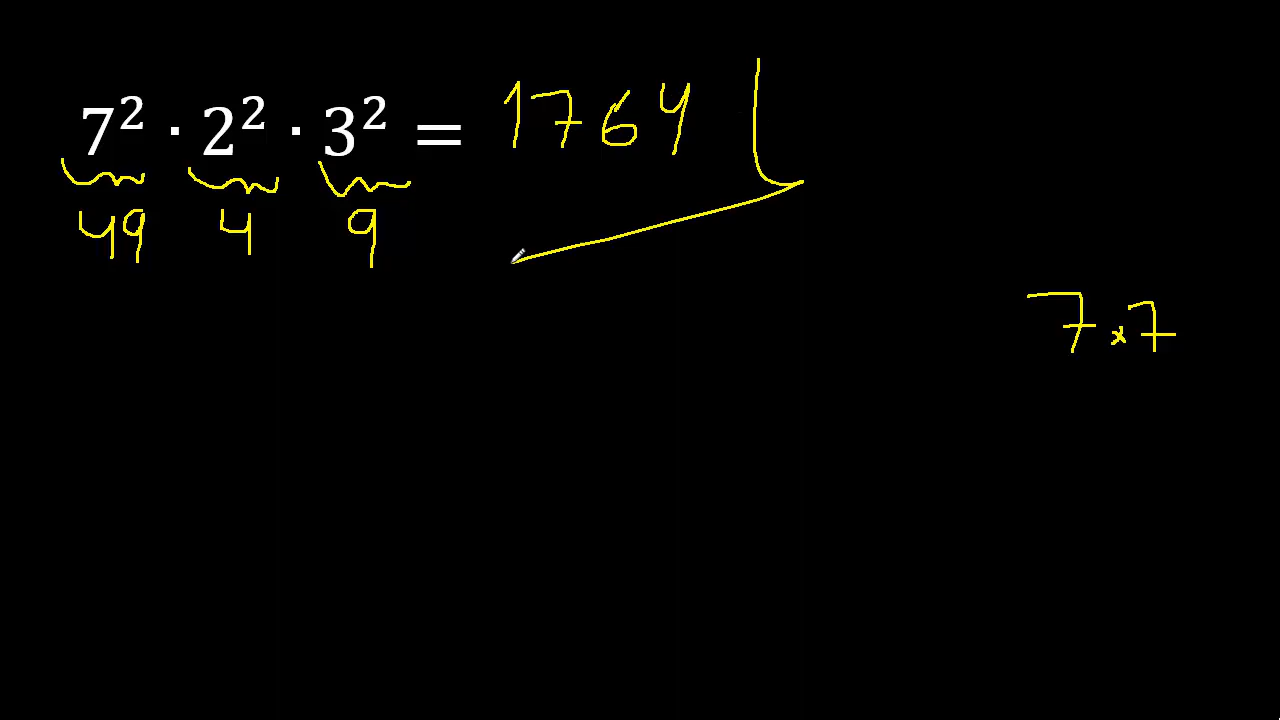 7² · 2² · 3² = 1764
49 4 9
7 x 7